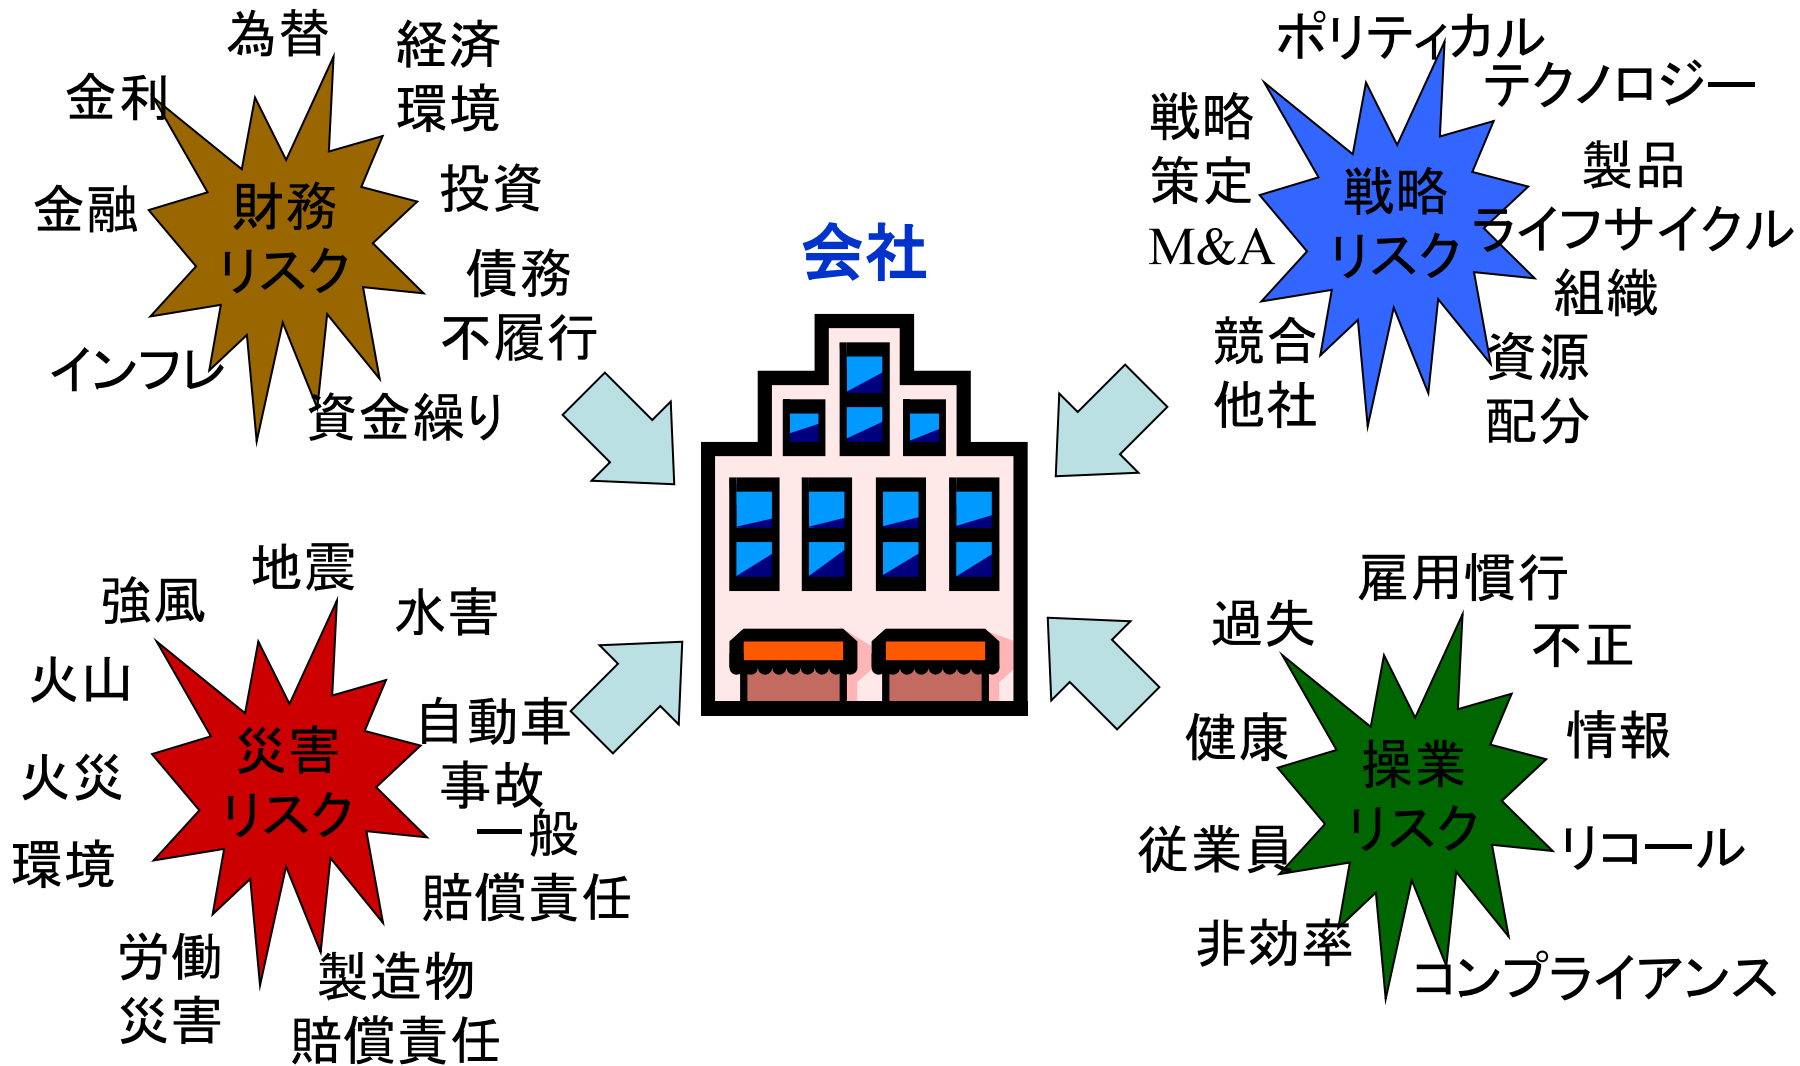 為替
経済
環境
金利
投資
金融
財務
リスク
債務
不履行
インフレ
資金繰り
会社
ポリティカル
テクノロジー
戦略
策定
M&A
製品
ライフサイクル
戦略
リスク
組織
競合
他社
資源
配分
地震
強風
水害
火山
自動車
事故
火災
災害
リスク
一般
賠償責任
環境
労働
災害
製造物
賠償責任
雇用慣行
過失
不正
健康
情報
操業
リスク
従業員
リコール
非効率
コンプライアンス